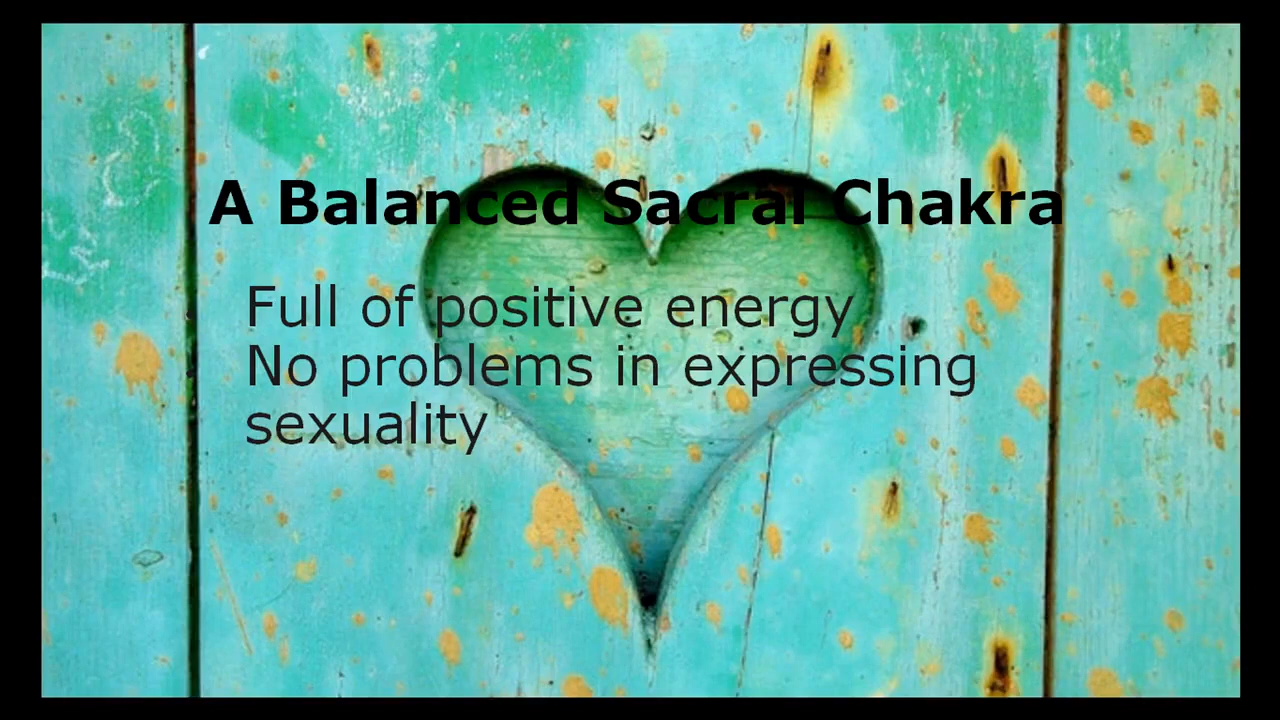 A Balanced Sacral Chakra
Full of positive energy
No problems in expressing
sexuality